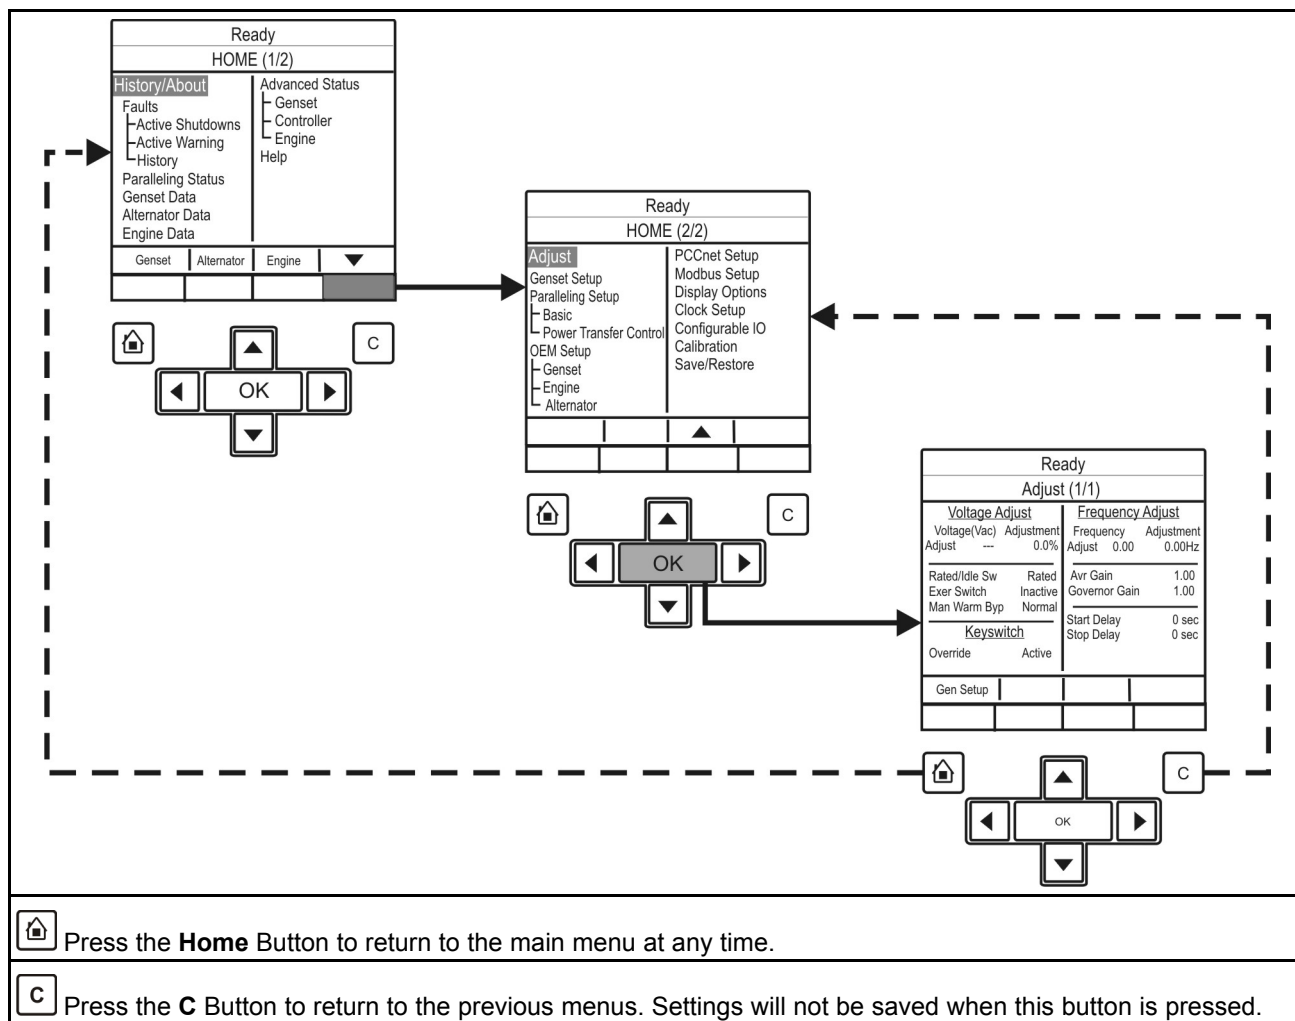 Ready
HOME (1/2)
History/About
Faults
Active Shutdowns
Active Warning
History
Paralleling Status
Genset Data
Alternator Data
Engine Data
Advanced Status
Genset
Controller
Engine
Help
Genset Alternator Engine
C
OK
Ready
HOME (2/2)
Adjust
Genset Setup
Paralleling Setup
Basic
Power Transfer Control
OEM Setup
Genset
Engine
Alternator
PCCnet Setup
Modbus Setup
Display Options
Clock Setup
Configurable IO
Calibration
Save/Restore
C
OK
Ready
Adjust (1/1)
Voltage Adjust
Voltage(Vac) Adjustment
Adjust --- 0.0%
Rated/Idle Sw Rated
Exer Switch Inactive
Man Warm Byp Normal
Keyswitch
Override Active
Frequency Adjust
Frequency Adjustment
Adjust 0.00 0.00Hz
Avr Gain 1.00
Governor Gain 1.00
Start Delay 0 sec
Stop Delay 0 sec
Gen Setup
C
OK
Press the Home Button to return to the main menu at any time.
C Press the C Button to return to the previous menus. Settings will not be saved when this button is pressed.